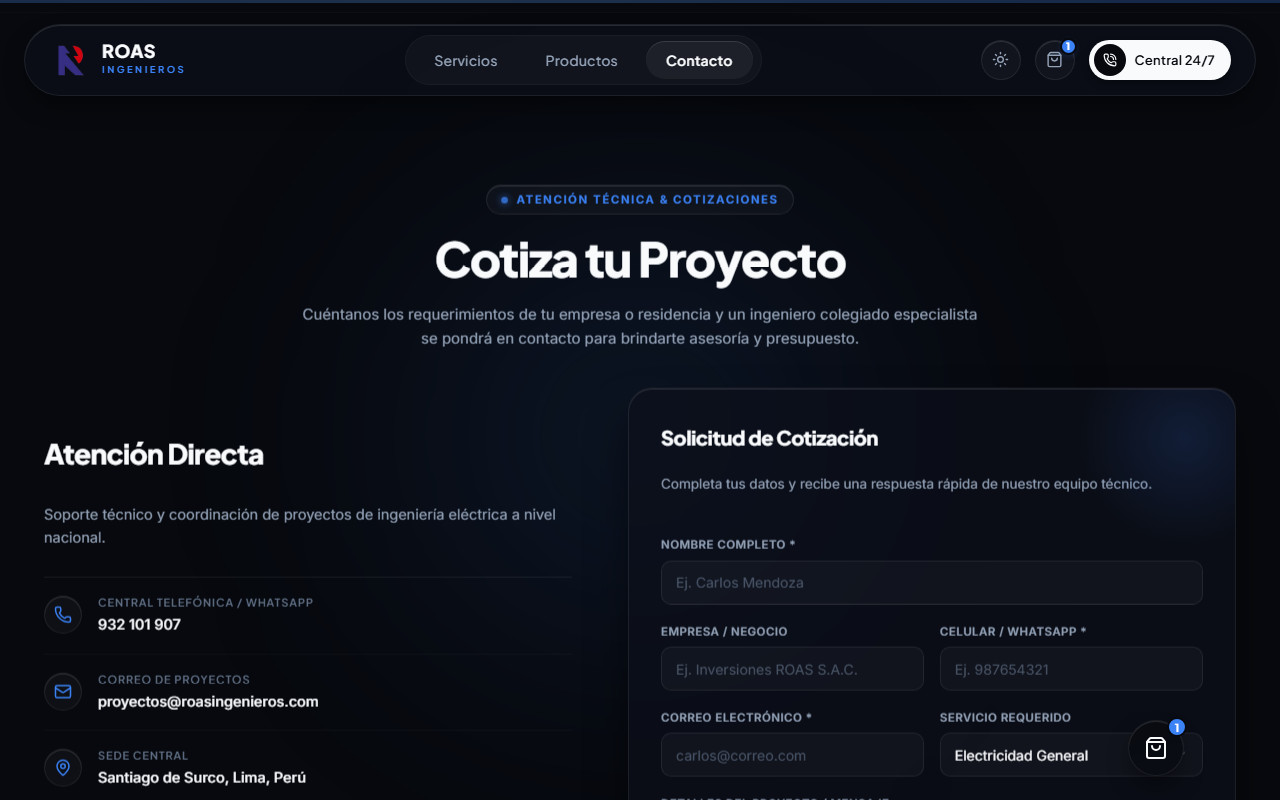 ROAS
INGENIEROS
Servicios
Productos
Contacto
1
Central 24/7
ATENCIÓN TÉCNICA & COTIZACIONES
Cotiza tu Proyecto
Cuéntanos los requerimientos de tu empresa o residencia y un ingeniero colegiado especialista
se pondrá en contacto para brindarte asesoría y presupuesto.
Atención Directa
Soporte técnico y coordinación de proyectos de ingeniería eléctrica a nivel
nacional.
CENTRAL TELEFÓNICA / WHATSAPP
932 101 907
CORREO DE PROYECTOS
proyectos@roasingenieros.com
SEDE CENTRAL
Santiago de Surco, Lima, Perú
Solicitud de Cotización
Completa tus datos y recibe una respuesta rápida de nuestro equipo técnico.
NOMBRE COMPLETO *
Ej. Carlos Mendoza
EMPRESA / NEGOCIO
CELULAR / WHATSAPP *
Ej. Inversiones ROAS S.A.C.
Ej. 987654321
CORREO ELECTRÓNICO *
SERVICIO REQUERIDO
carlos@correo.com
Electricidad General
1
DETALLES DEL PROYECTO / MENSAJE